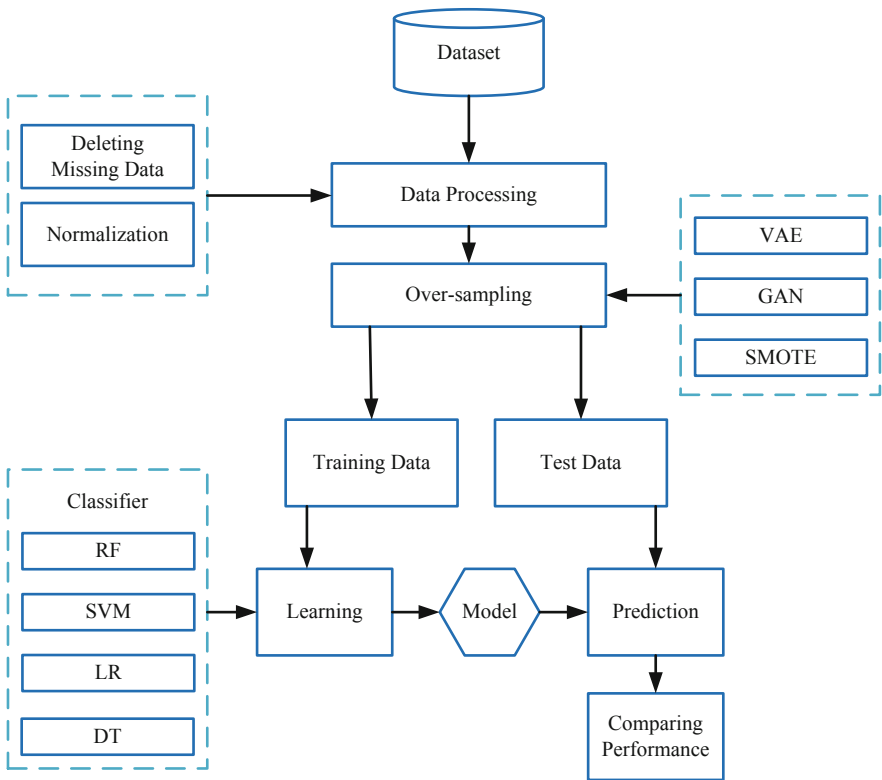 Dataset
Deleting
Missing Data
Normalization
Data Processing
Over-sampling
VAE
GAN
SMOTE
Training Data
Test Data
Classifier
RF
SVM
LR
DT
Learning
Model
Prediction
Comparing
Performance